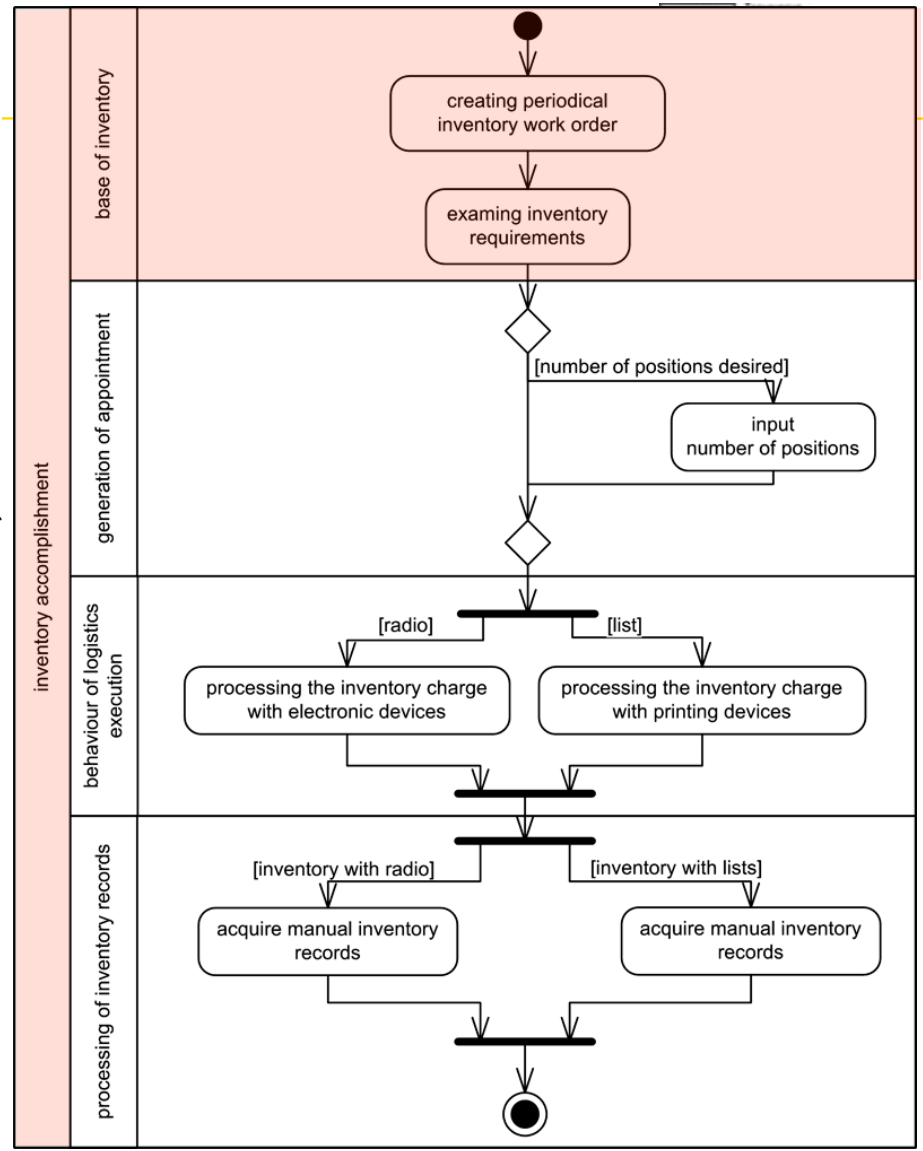 inventory accomplishment
base of inventory
creating periodical
inventory work order
examing inventory
requirements
generation of appointment
[number of positions desired]
input
number of positions
behaviour of logistics
execution
[radio]
[list]
processing the inventory charge
with electronic devices
processing the inventory charge
with printing devices
processing of inventory records
[inventory with radio]
[inventory with lists]
acquire manual inventory
records
acquire manual inventory
records